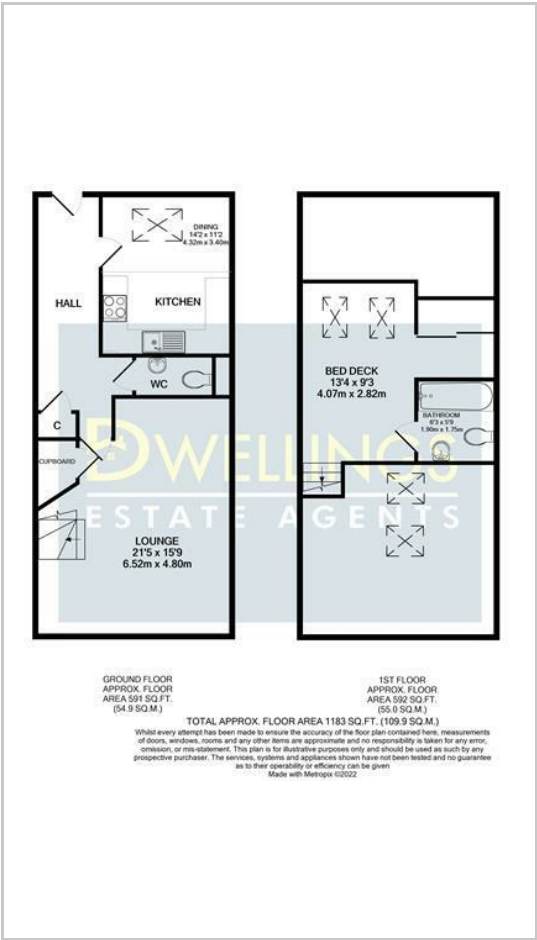 DINING
14'2 x 11'2
4.32m x 3.40m
HALL
KITCHEN
WC
C
CUPBOARD
LOUNGE
21'5 x 15'9
6.52m x 4.80m
BED DECK
13'4 x 9'3
4.07m x 2.82m
BATHROOM
6'3 x 5'9
1.90m x 1.75m
DWELLINGS
ESTATE AGENTS
GROUND FLOOR
APPROX. FLOOR
AREA 591 SQ.FT.
(54.9 SQ.M.)
1ST FLOOR
APPROX. FLOOR
AREA 592 SQ.FT.
(55.0 SQ.M.)
TOTAL APPROX. FLOOR AREA 1183 SQ.FT. (109.9 SQ.M.)
Whilst every attempt has been made to ensure the accuracy of the floor plan contained here, measurements
of doors, windows, rooms and any other items are approximate and no responsibility is taken for any error,
omission, or mis-statement. This plan is for illustrative purposes only and should be used as such by any
prospective purchaser. The services, systems and appliances shown have not been tested and no guarantee
as to their operability or efficiency can be given
Made with Metropix ©2022